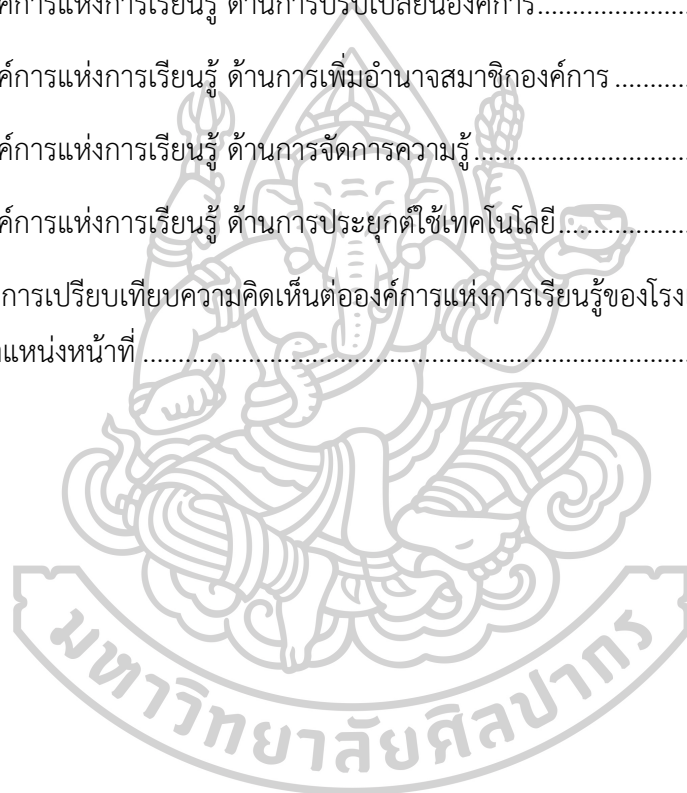 ค์การแห่งการเรียนรู้ ด้านการปรับเปลี่ยนองค์การ
ค์การแห่งการเรียนรู้ ด้านการเพิ่มอำนาจสมาชิกองค์การ
ค์การแห่งการเรียนรู้ ด้านการจัดการความรู้
ค์การแห่งการเรียนรู้ ด้านการประยุกต์ใช้เทคโนโลยี
การเปรียบเทียบความคิดเห็นต่อองค์การแห่งการเรียนรู้ของโรง
แหน่งหน้าที่
มหาวิทยาลัยศิลปากร